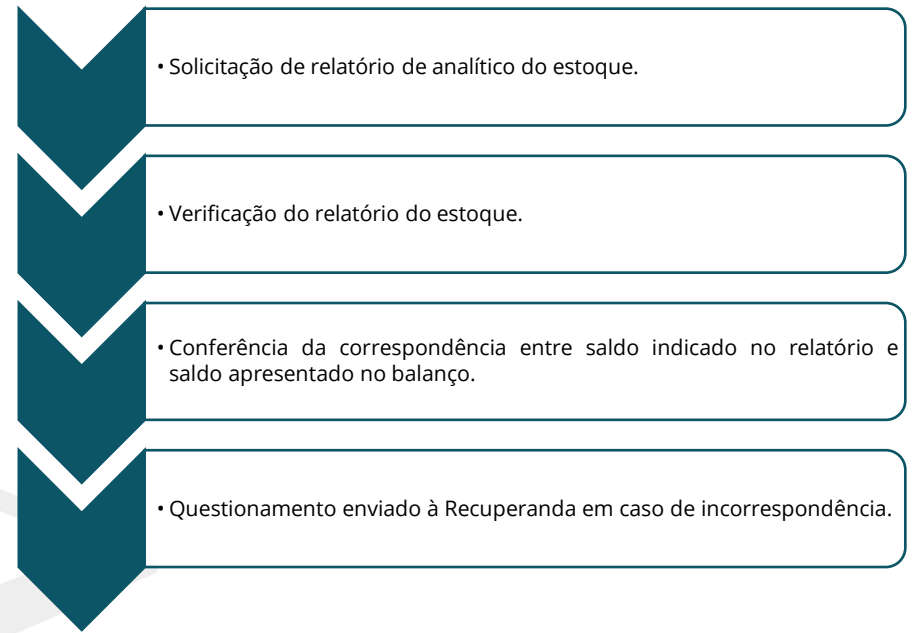 • Solicitação de relatório de analítico do estoque.
• Verificação do relatório do estoque.
• Conferência da correspondência entre saldo indicado no relatório e
saldo apresentado no balanço.
• Questionamento enviado à Recuperanda em caso de incorrespondência.